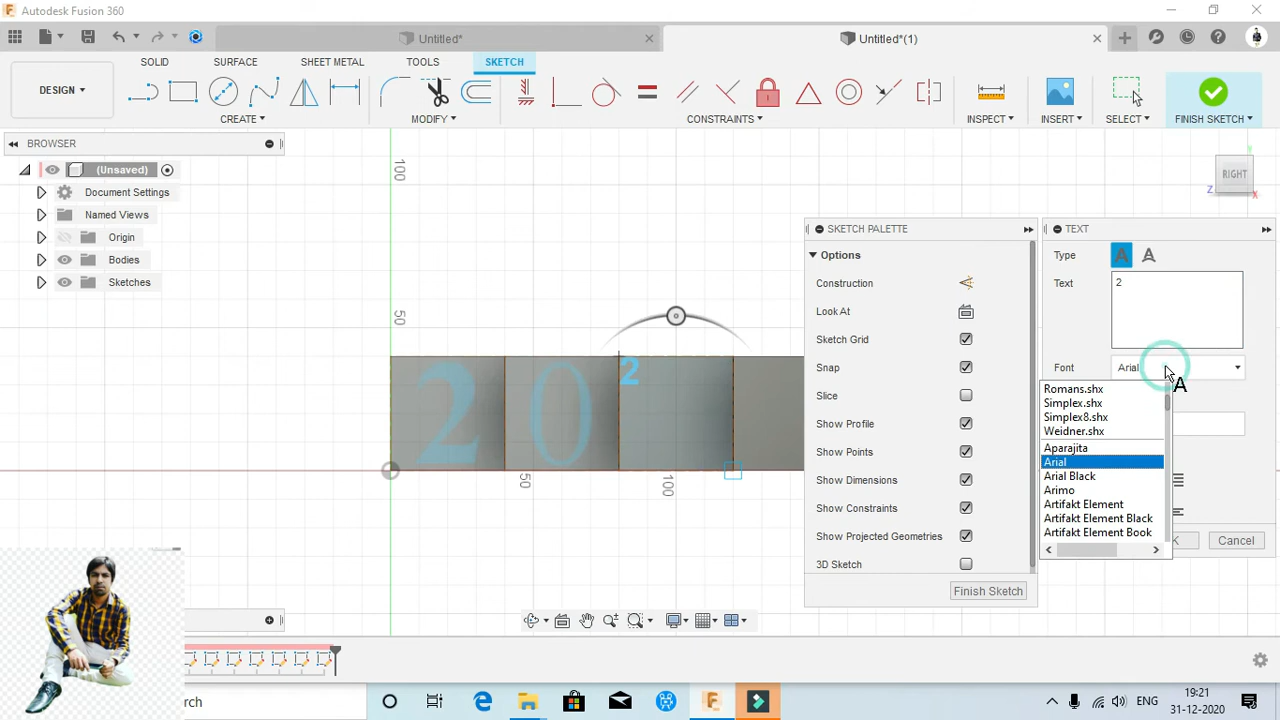 Autodesk Fusion 360
Untitled*
Untitled*(1)
SOLID
SURFACE
SHEET METAL
TOOLS
SKETCH
DESIGN
CREATE
MODIFY
CONSTRAINTS
INSPECT
INSERT
SELECT
FINISH SKETCH
BROWSER
(Unsaved)
Document Settings
Named Views
Origin
Bodies
Sketches
100
50
50
100
2
0
2
RIGHT
Z
X
SKETCH PALETTE
Options
Construction
Look At
Sketch Grid
Snap
Slice
Show Profile
Show Points
Show Dimensions
Show Constraints
Show Projected Geometries
3D Sketch
Finish Sketch
TEXT
Type
Text
2
Font
Arial
Romans.shx
Simplex.shx
Simplex8.shx
Weidner.shx
Aparajita
Arial
Arial Black
Arimo
Artifakt Element
Artifakt Element Black
Artifakt Element Book
Cancel
ENG
19:21
31-12-2020